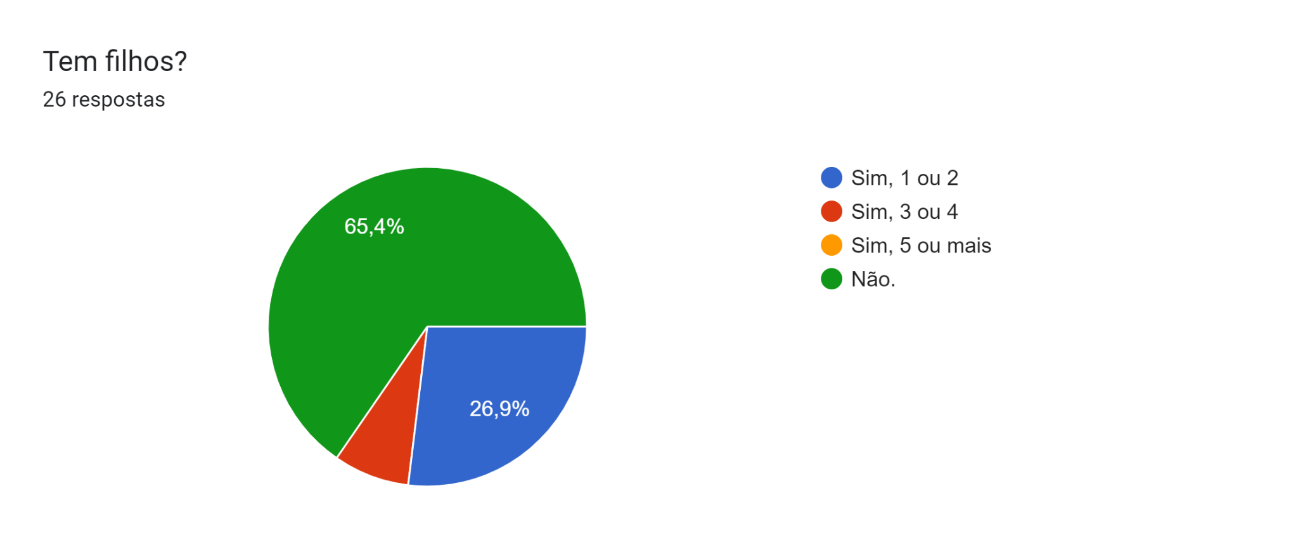 Tem filhos?
26 respostas
65,4%
26,9%
Sim, 1 ou 2
Sim, 3 ou 4
Sim, 5 ou mais
Não.